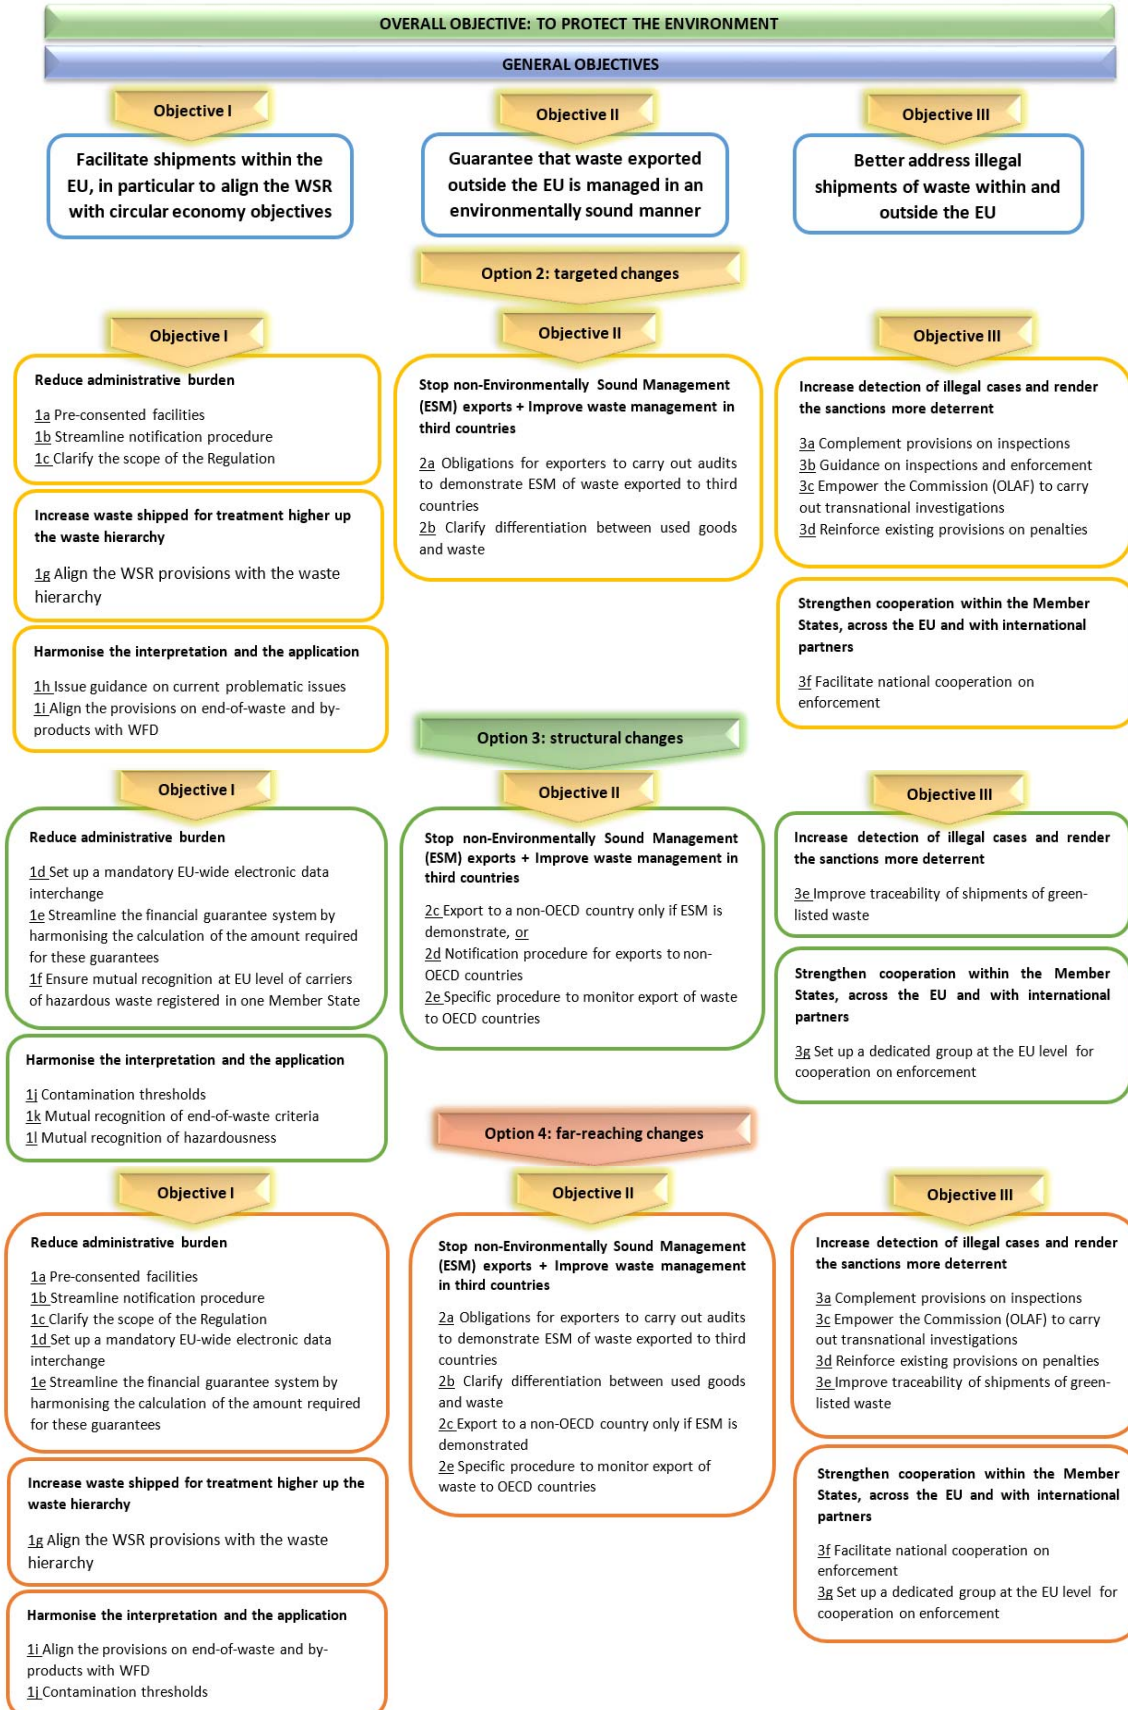 OVERALL OBJECTIVE: TO PROTECT THE ENVIRONMENT
GENERAL OBJECTIVES
Objective I
Facilitate shipments within the
EU, in particular to align the WSR
with circular economy objectives
Objective II
Guarantee that waste exported
outside the EU is managed in an
environmentally sound manner
Objective III
Better address illegal
shipments of waste within and
outside the EU
Option 2: targeted changes
Objective I
Reduce administrative burden
1a Pre-consented facilities
1b Streamline notification procedure
1c Clarify the scope of the Regulation
Increase waste shipped for treatment higher up
the waste hierarchy
1g Align the WSR provisions with the waste
hierarchy
Harmonise the interpretation and the application
1h Issue guidance on current problematic issues
1i Align the provisions on end-of-waste and by-
products with WFD
Objective II
Stop non-Environmentally Sound Management
(ESM) exports + Improve waste management in
third countries
2a Obligations for exporters to carry out audits
to demonstrate ESM of waste exported to third
countries
2b Clarify differentiation between used goods
and waste
Objective III
Increase detection of illegal cases and render
the sanctions more deterrent
3a Complement provisions on inspections
3b Guidance on inspections and enforcement
3c Empower the Commission (OLAF) to carry
out transnational investigations
3d Reinforce existing provisions on penalties
Strengthen cooperation within the Member
States, across the EU and with international
partners
3f Facilitate national cooperation on
enforcement
Option 3: structural changes
Objective I
Reduce administrative burden
1d Set up a mandatory EU-wide electronic data
interchange
1e Streamline the financial guarantee system by
harmonising the calculation of the amount required
for these guarantees
1f Ensure mutual recognition at EU level of carriers
of hazardous waste registered in one Member State
Harmonise the interpretation and the application
1j Contamination thresholds
1k Mutual recognition of end-of-waste criteria
1l Mutual recognition of hazardousness
Objective II
Stop non-Environmentally Sound Management
(ESM) exports + Improve waste management in
third countries
2c Export to a non-OECD country only if ESM is
demonstrate, or
2d Notification procedure for exports to non-
OECD countries
2e Specific procedure to monitor export of waste
to OECD countries
Objective III
Increase detection of illegal cases and render
the sanctions more deterrent
3e Improve traceability of shipments of green-
listed waste
Strengthen cooperation within the Member
States, across the EU and with international
partners
3g Set up a dedicated group at the EU level for
cooperation on enforcement
Option 4: far-reaching changes
Objective I
Reduce administrative burden
1a Pre-consented facilities
1b Streamline notification procedure
1c Clarify the scope of the Regulation
1d Set up a mandatory EU-wide electronic data
interchange
1e Streamline the financial guarantee system by
harmonising the calculation of the amount required
for these guarantees
Increase waste shipped for treatment higher up the
waste hierarchy
1g Align the WSR provisions with the waste
hierarchy
Harmonise the interpretation and the application
1i Align the provisions on end-of-waste and by-
products with WFD
1j Contamination thresholds
Objective II
Stop non-Environmentally Sound Management
(ESM) exports + Improve waste management
in third countries
2a Obligations for exporters to carry out audits
to demonstrate ESM of waste exported to third
countries
2b Clarify differentiation between used goods
and waste
2c Export to a non-OECD country only if ESM is
demonstrated
2e Specific procedure to monitor export of
waste to OECD countries
Objective III
Increase detection of illegal cases and render
the sanctions more deterrent
3a Complement provisions on inspections
3c Empower the Commission (OLAF) to carry
out transnational investigations
3d Reinforce existing provisions on penalties
3e Improve traceability of shipments of green-
listed waste
Strengthen cooperation within the Member
States, across the EU and with international
partners
3f Facilitate national cooperation on
enforcement
3g Set up a dedicated group at the EU level for
cooperation on enforcement